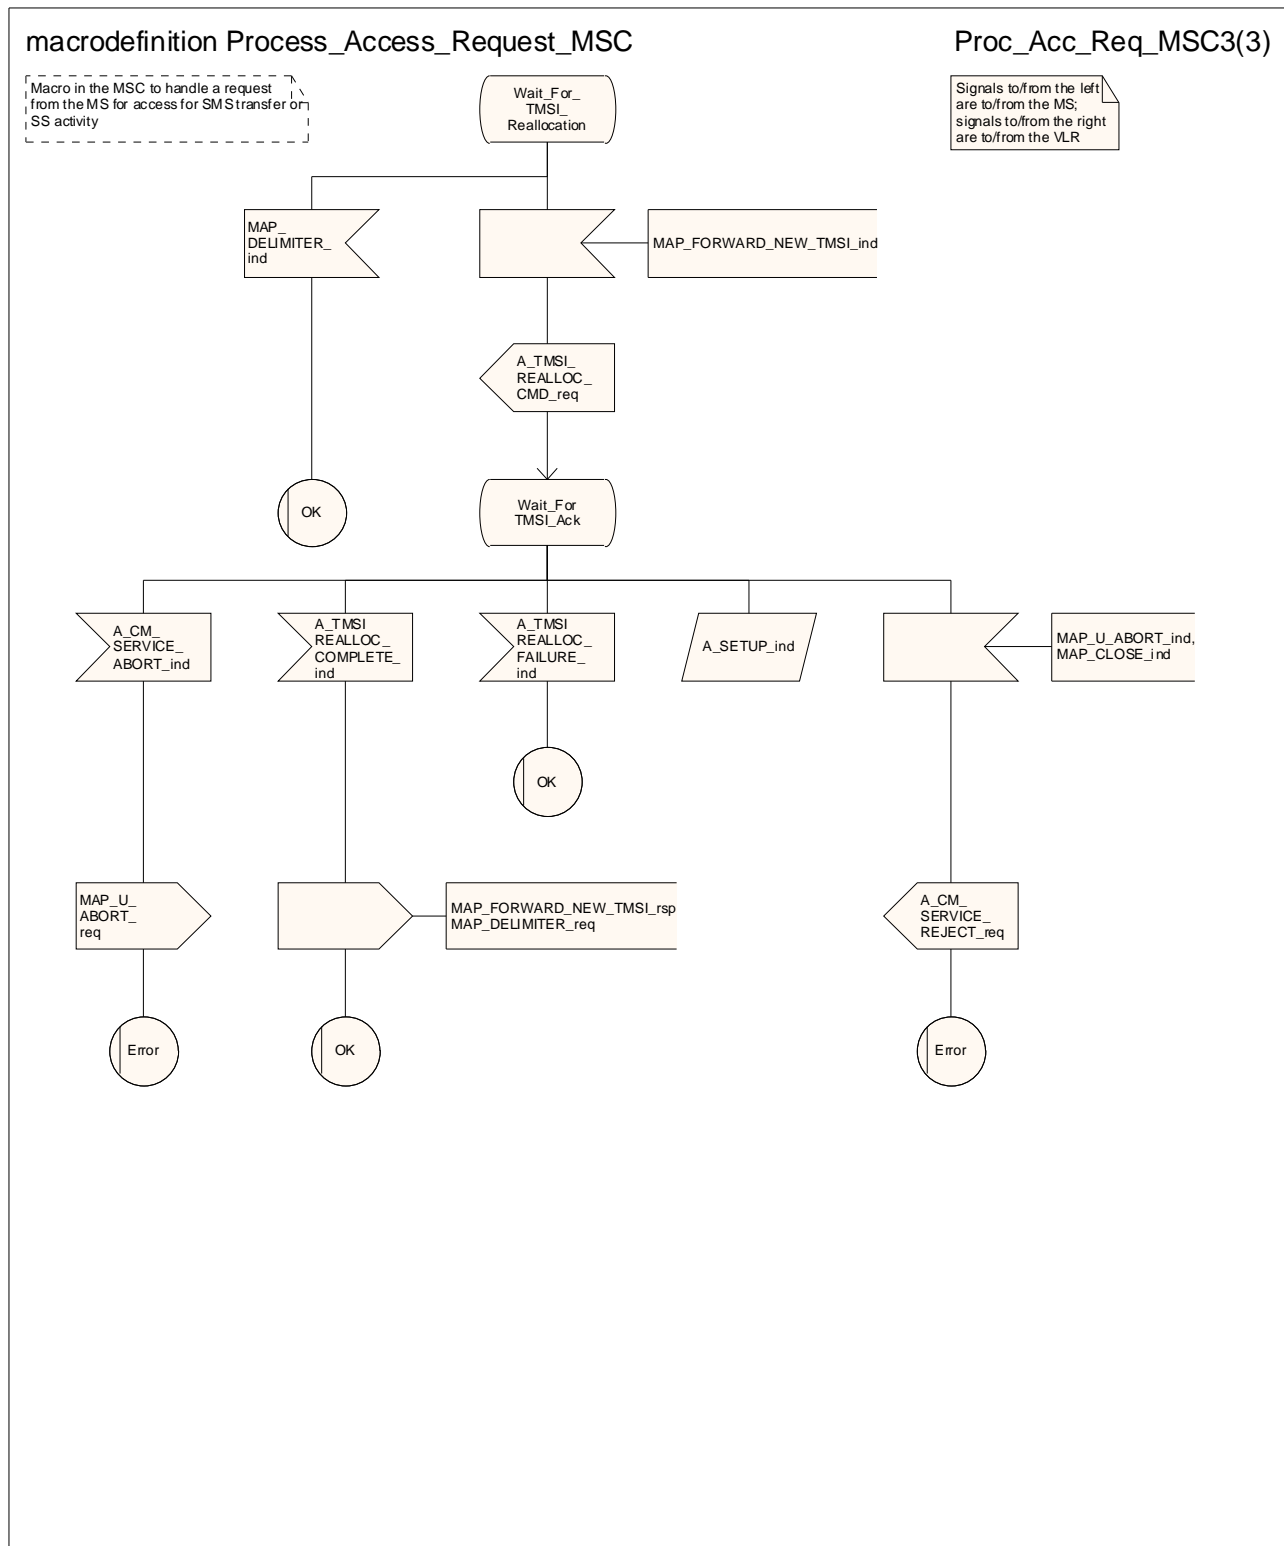 macrodefinition Process_Access_Request_MSC
Proc_Acc_Req_MSC3(3)
Macro in the MSC to handle a request
from the MS for access for SMS transfer or
SS activity
Wait_For_
TMSI_
Reallocation
Signals to/from the left
are to/from the MS;
signals to/from the right
are to/from the VLR
MAP_
DELIMITER_
ind
MAP_FORWARD_NEW_TMSI_ind
A_TMSI_
REALLOC_
CMD_req
OK
Wait_For
TMSI_Ack
A_CM_
SERVICE_
ABORT_ind
A_TMSI
REALLOC_
COMPLETE_
ind
A_TMSI
REALLOC_
FAILURE_
ind
A_SETUP_ind
MAP_U_ABORT_ind,
MAP_CLOSE_ind
OK
MAP_U_
ABORT_
req
MAP_FORWARD_NEW_TMSI_rsp
MAP_DELIMITER_req
A_CM_
SERVICE_
REJECT_req
Error
OK
Error